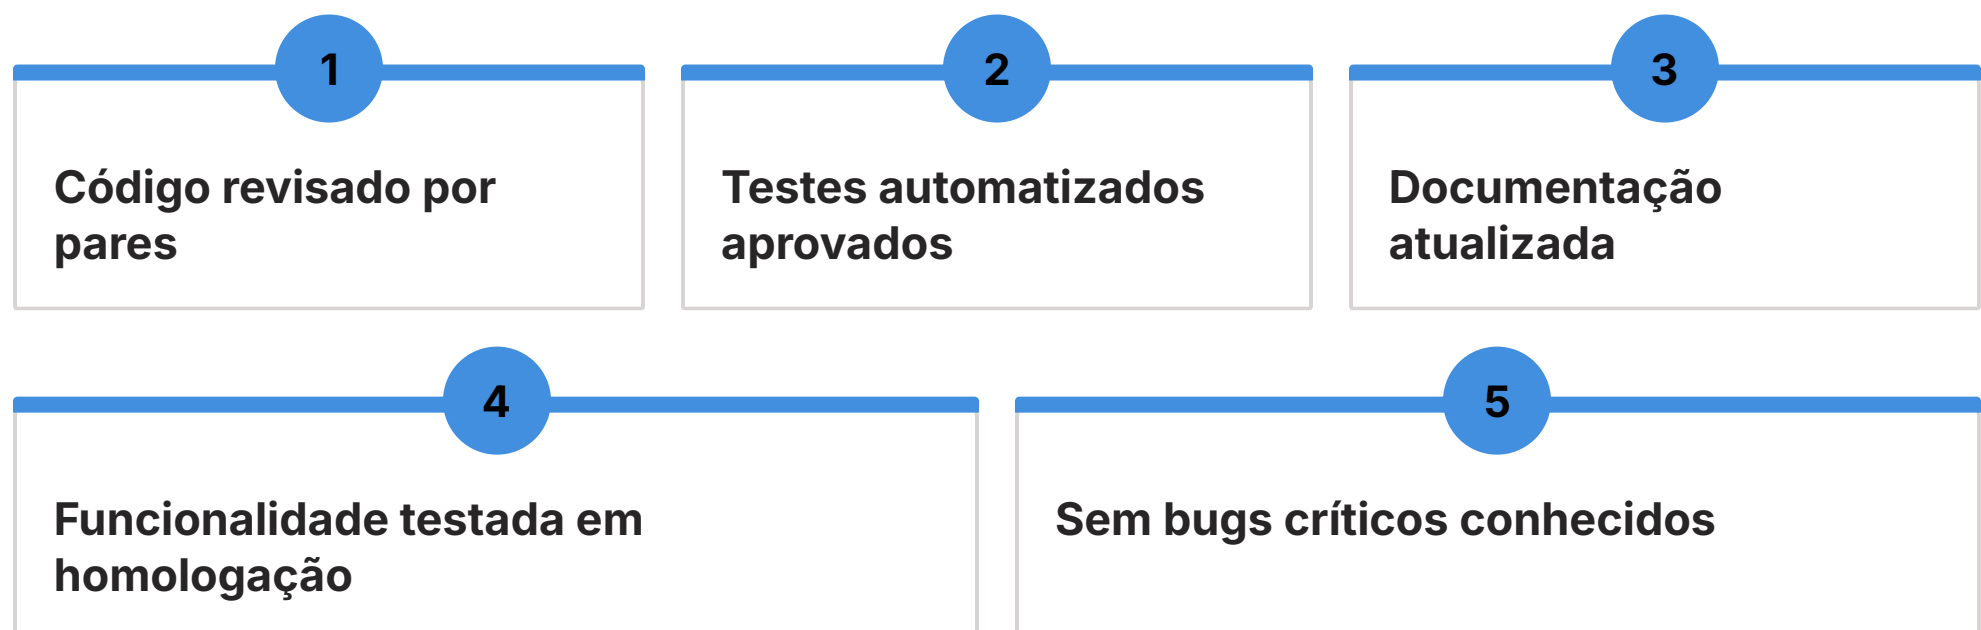 1
Código revisado por
pares
2
Testes automatizados
aprovados
3
Documentação
atualizada
4
Funcionalidade testada em
homologação
5
Sem bugs críticos conhecidos